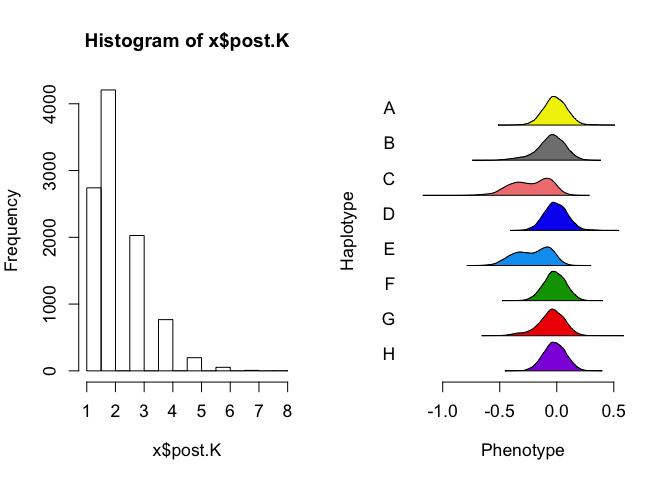 Histogram of x$post.K
Frequency
0
1000
2000
3000
4000
1 2 3 4 5 6 7 8
x$post.K
Haplotype
A
B
C
D
E
F
G
H
-1.0 -0.5 0.0 0.5
Phenotype